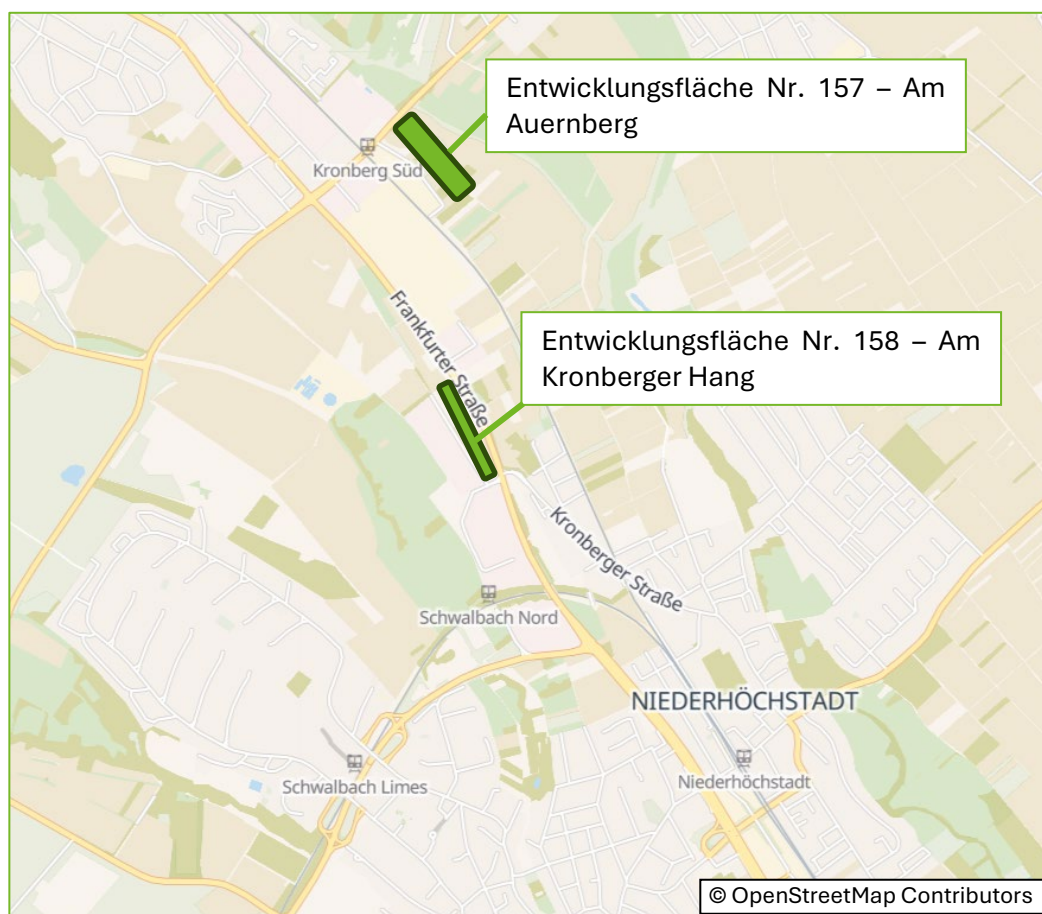 Entwicklungsfläche Nr. 157 – Am
Auernberg
Kronberg Süd
Frankfurter Straße
Entwicklungsfläche Nr. 158 – Am
Kronberger Hang
Kronberger Straße
Schwalbach Nord
NIEDERHÖCHSTADT
Schwalbach Limes
Niederhöchstadt
© OpenStreetMap Contributors